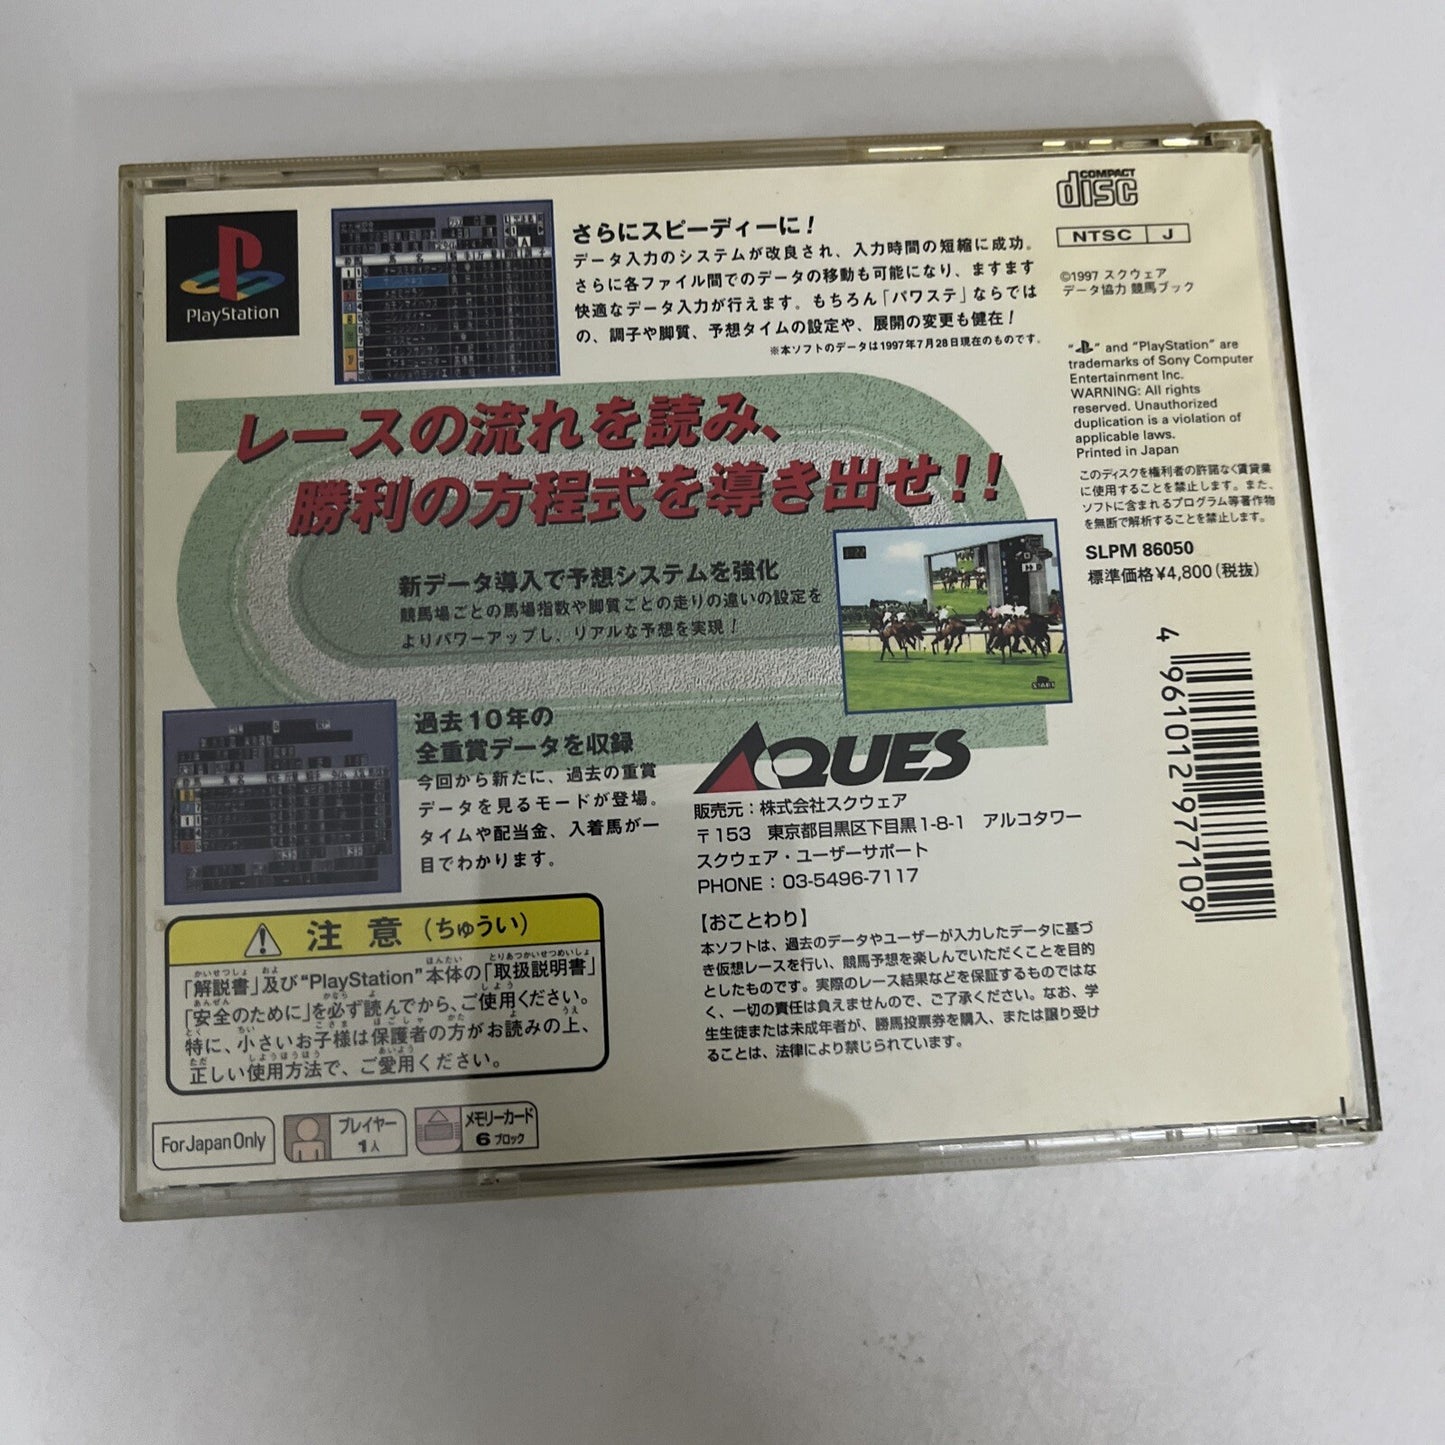 PlayStation
さらにスピーディーに!
データ入力のシステムが改良され、入力時間の短縮に成功。
さらに各ファイル間でのデータの移動も可能になり、ますます
快適なデータ入力が行えます。もちろん「パワステ」ならでは
の、調子や脚質、予想タイムの設定や、展開の変更も健在!
※本ソフトのデータは1997年7月28日現在のものです。
レースの流れを読み、
勝利の方程式を導き出せ!!
新データ導入で予想システムを強化
競馬場ごとの馬場指数や脚質ごとの走りの違いの設定を
よりパワーアップし、リアルな予想を実現!
過去10年の
全重賞データを収録
今回から新たに、過去の重賞
データを見るモードが登場。
タイムや配当金、入着馬が一
目でわかります。
AQUES
販売元:株式会社スクウェア
〒153 東京都目黒区下目黒1-8-1 アルコタワー
スクウェア・ユーザーサポート
PHONE : 03-5496-7117
【おことわり】
本ソフトは、過去のデータやユーザーが入力したデータに基づ
き仮想レースを行い、競馬予想を楽しんでいただくことを目的
としたものです。実際のレース結果などを保証するものではな
く、一切の責任は負えませんので、ご了承ください。なお、学
生生徒または未成年者が、勝馬投票券を購入、または譲り受け
ることは、法律により禁じられています。
注意(ちゅうい)
「解説書」及び"PlayStation"本体の「取扱説明書」
「安全のために」を必ず読んでから、ご使用ください。
特に、小さいお子様は保護者の方がお読みの上、
正しい使用方法で、ご愛用ください。
For Japan Only
プレイヤー
1人
メモリーカード
6ブロック
COMPACT
disc
NTSC J
©1997 スクウェア
データ協力 競馬ブック
" " and "PlayStation" are
trademarks of Sony Computer
Entertainment Inc.
WARNING: All rights
reserved. Unauthorized
duplication is a violation of
applicable laws.
Printed in Japan
このディスクを権利者の許諾なく賃貸業
に使用することを禁止します。また、
ソフトに含まれるプログラム等著作物
を無断で解析することを禁止します。
SLPM 86050
標準価格¥4,800(税抜)
4961012977109